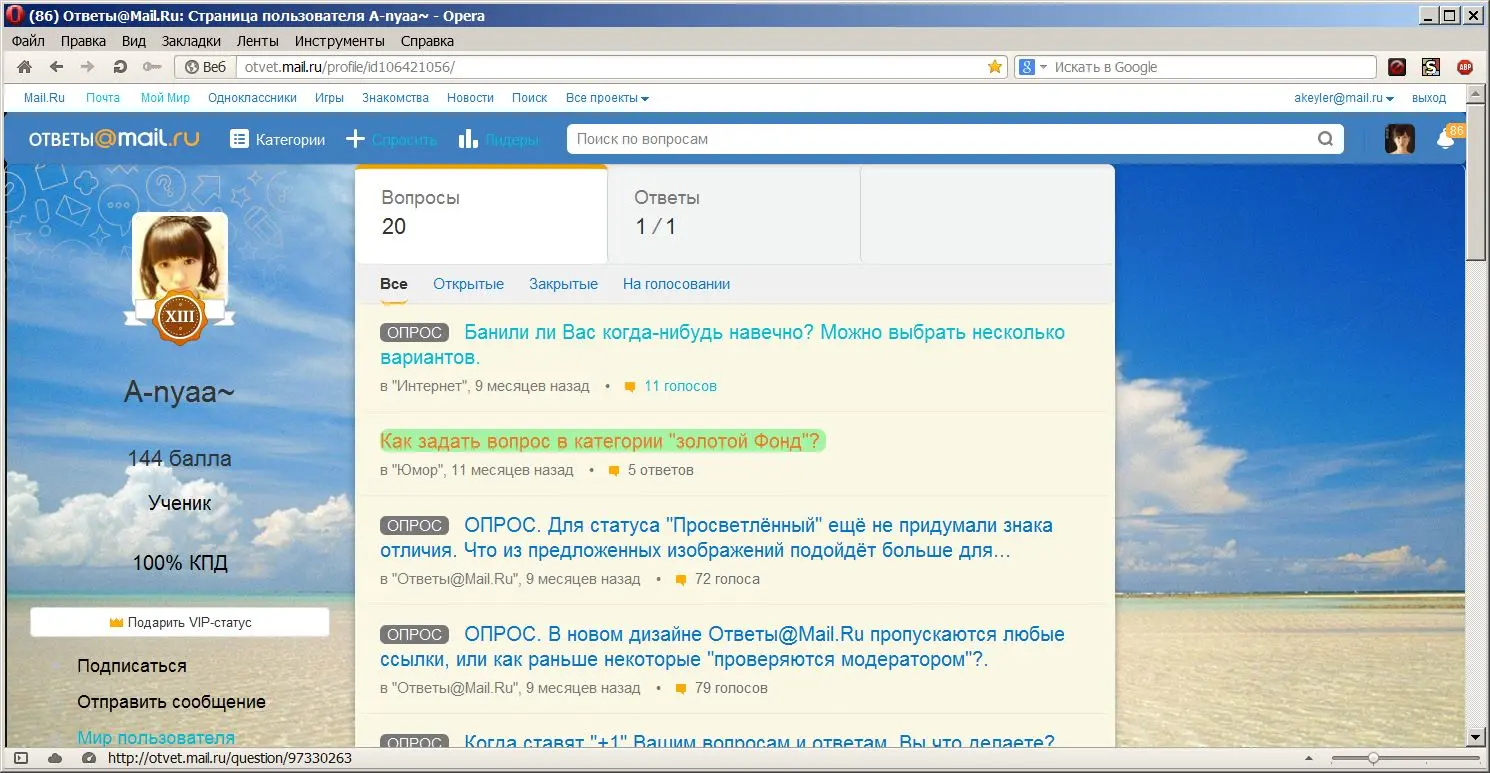 (86) Ответы@Mail.Ru: Страница пользователя A-nyaa~ - Opera
Файл Правка Вид Закладки Ленты Инструменты Справка
Веб otvet.mail.ru/profile/id106421056/ 8 Искать в Google ABP
Mail.Ru Почта Мой Мир Одноклассники Игры Знакомства Новости Поиск Все проекты akeyler@mail.ru выход
ОТВЕТЫ@mail.ru Категории Спросить Лидеры Поиск по вопросам 86
Вопросы Ответы
20 1 / 1
Все Открытые Закрытые На голосовании
ОПРОС Банили ли Вас когда-нибудь навечно? Можно выбрать несколько
вариантов.
в "Интернет", 9 месяцев назад • 11 голосов
Как задать вопрос в категории "золотой Фонд"?
в "Юмор", 11 месяцев назад • 5 ответов
ОПРОС ОПРОС. Для статуса "Просветлённый" ещё не придумали знака
отличия. Что из предложенных изображений подойдёт больше для...
в "Ответы@Mail.Ru", 9 месяцев назад • 72 голоса
ОПРОС ОПРОС. В новом дизайне Ответы@Mail.Ru пропускаются любые
ссылки, или как раньше некоторые "проверяются модератором"?.
в "Ответы@Mail.Ru", 9 месяцев назад • 79 голосов
ОПРОС Когда ставят "+1" Вашим вопросам и ответам, Вы что делаете?
XIII
A-nyaa~
144 балла
Ученик
100% КПД
Подарить VIP-статус
Подписаться
Отправить сообщение
Мир пользователя
http://otvet.mail.ru/question/97330263